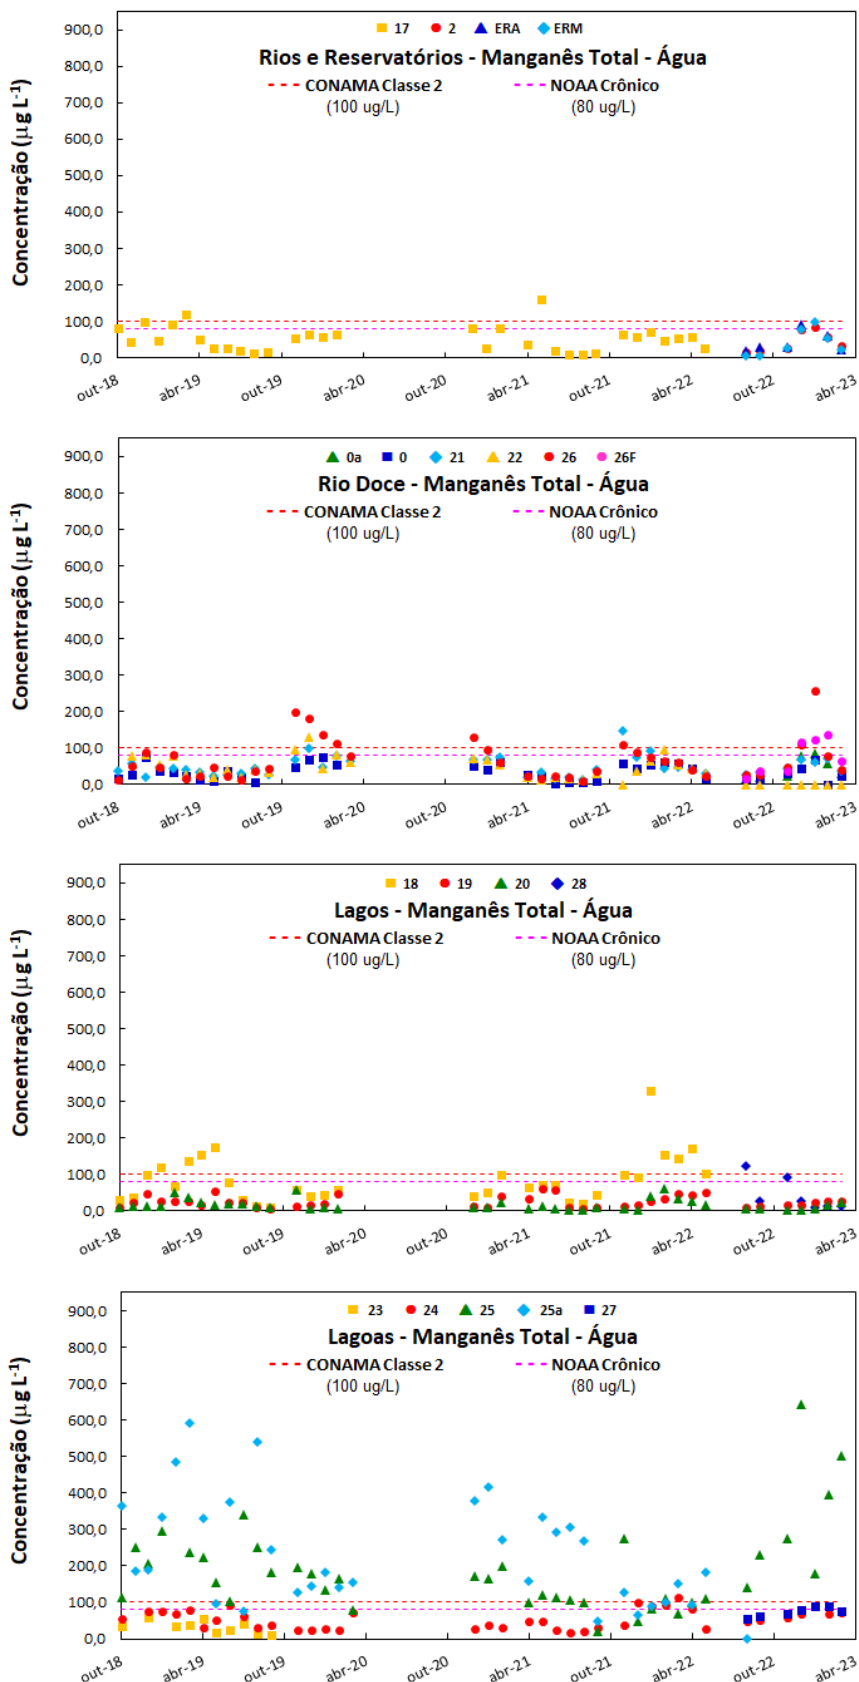 17 2 ERA ERM
Rios e Reservatórios - Manganês Total - Água
CONAMA Classe 2 NOAA Crônico
(100 ug/L) (80 ug/L)
Concentração (µg L-1)
900,0
800,0
700,0
600,0
500,0
400,0
300,0
200,0
100,0
0,0
out-18 abr-19 out-19 abr-20 out-20 abr-21 out-21 abr-22 out-22 abr-23
0a 0 21 22 26 26F
Rio Doce - Manganês Total - Água
CONAMA Classe 2 NOAA Crônico
(100 ug/L) (80 ug/L)
Concentração (µg L-1)
900,0
800,0
700,0
600,0
500,0
400,0
300,0
200,0
100,0
0,0
out-18 abr-19 out-19 abr-20 out-20 abr-21 out-21 abr-22 out-22 abr-23
18 19 20 28
Lagos - Manganês Total - Água
CONAMA Classe 2 NOAA Crônico
(100 ug/L) (80 ug/L)
Concentração (µg L-1)
900,0
800,0
700,0
600,0
500,0
400,0
300,0
200,0
100,0
0,0
out-18 abr-19 out-19 abr-20 out-20 abr-21 out-21 abr-22 out-22 abr-23
23 24 25 25a 27
Lagoas - Manganês Total - Água
CONAMA Classe 2 NOAA Crônico
(100 ug/L) (80 ug/L)
Concentração (µg L-1)
900,0
800,0
700,0
600,0
500,0
400,0
300,0
200,0
100,0
0,0
out-18 abr-19 out-19 abr-20 out-20 abr-21 out-21 abr-22 out-22 abr-23